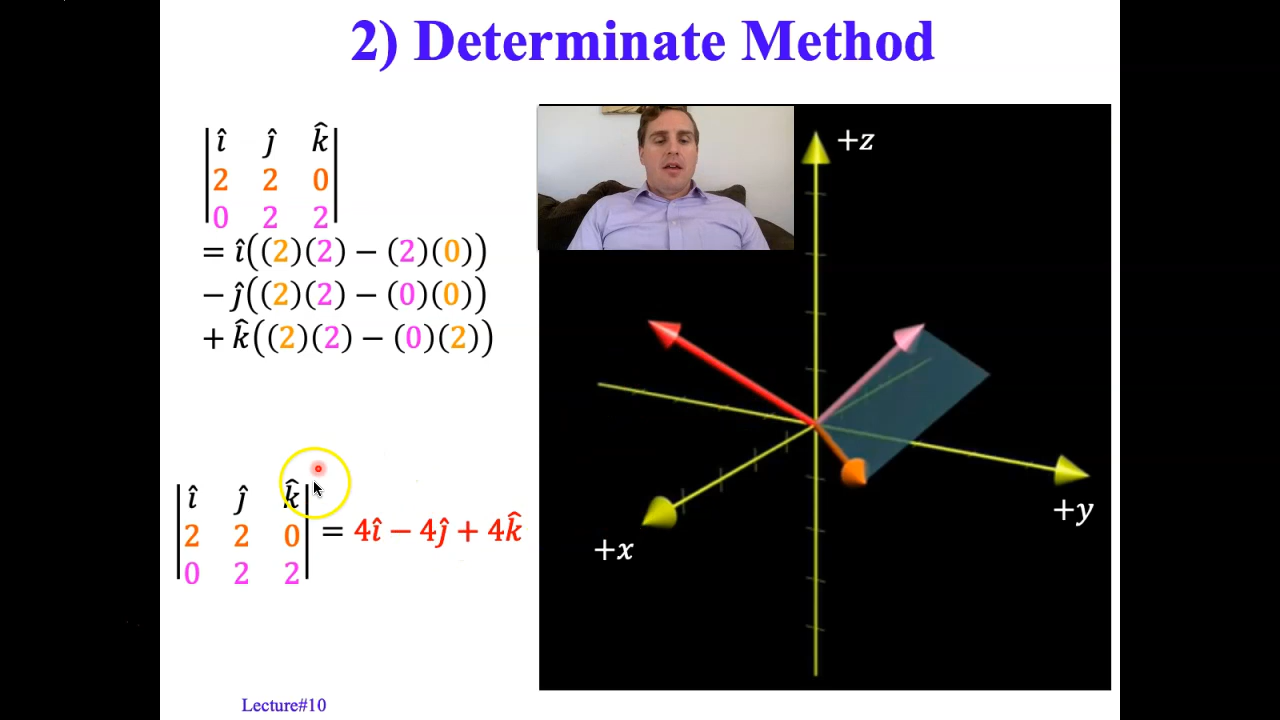 2) Determinate Method
|î ĵ k̂|
|2 2 0|
|0 2 2|
= î((2)(2) − (2)(0))
− ĵ((2)(2) − (0)(0))
+ k̂((2)(2) − (0)(2))
|î ĵ k̂|
|2 2 0| = 4î − 4ĵ + 4k̂
|0 2 2|
+z
+y
+x
Lecture#10